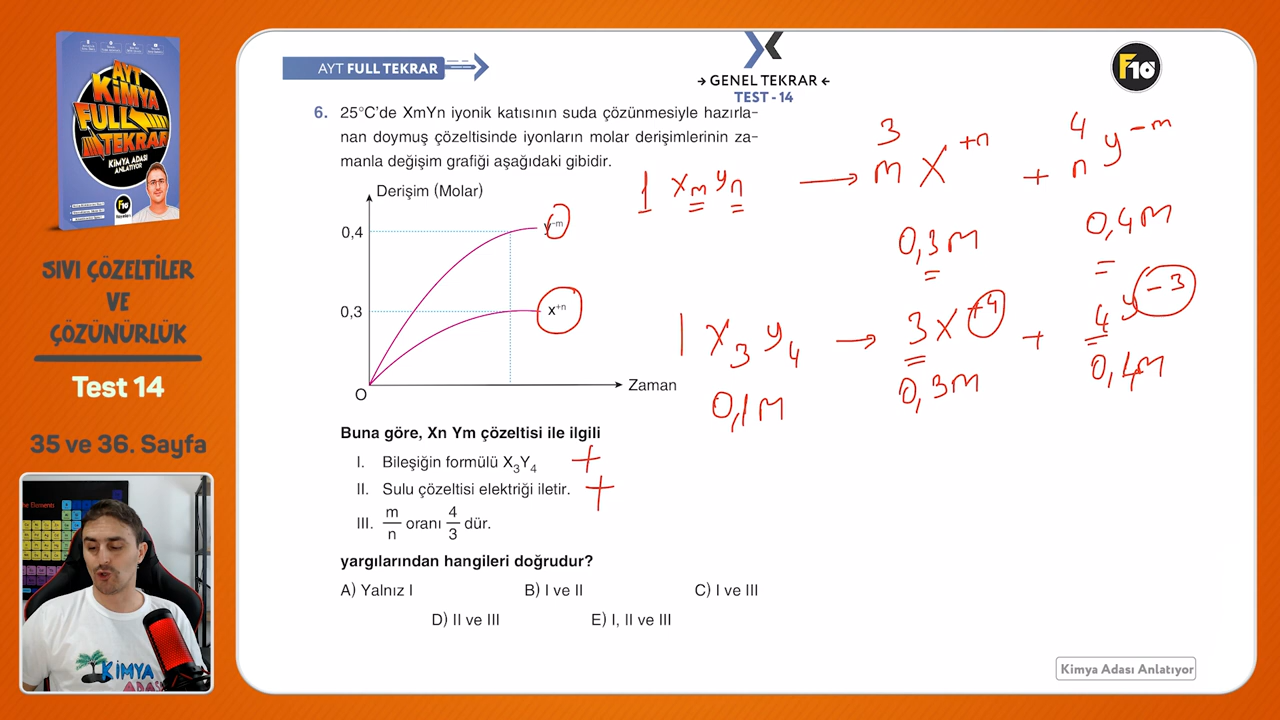 AYT
KİMYA
FULL
TEKRAR
KİMYA ADASI
ANLATIYOR
F10
SIVI ÇÖZELTİLER
VE
ÇÖZÜNÜRLÜK
Test 14
35 ve 36. Sayfa
KİMYA
ADASI
AYT FULL TEKRAR
GENEL TEKRAR
TEST - 14
F10
6. 25°C'de XmYn iyonik katısının suda çözünmesiyle hazırla-
nan doymuş çözeltisinde iyonların molar derişimlerinin za-
manla değişim grafiği aşağıdaki gibidir.
Derişim (Molar)
0,4
Y⁻ᵐ
0,3
X⁺ⁿ
O
Zaman
1 XmYn → m X⁺ⁿ + n Y⁻ᵐ
3 4
0,3M 0,4M
1 X₃Y₄ → 3X⁺⁴ + 4Y⁻³
0,1M 0,3M 0,4M
Buna göre, Xn Ym çözeltisi ile ilgili
I. Bileşiğin formülü X₃Y₄ +
II. Sulu çözeltisi elektriği iletir. +
III. m/n oranı 4/3 dür.
yargılarından hangileri doğrudur?
A) Yalnız I B) I ve II C) I ve III
D) II ve III E) I, II ve III
Kimya Adası Anlatıyor